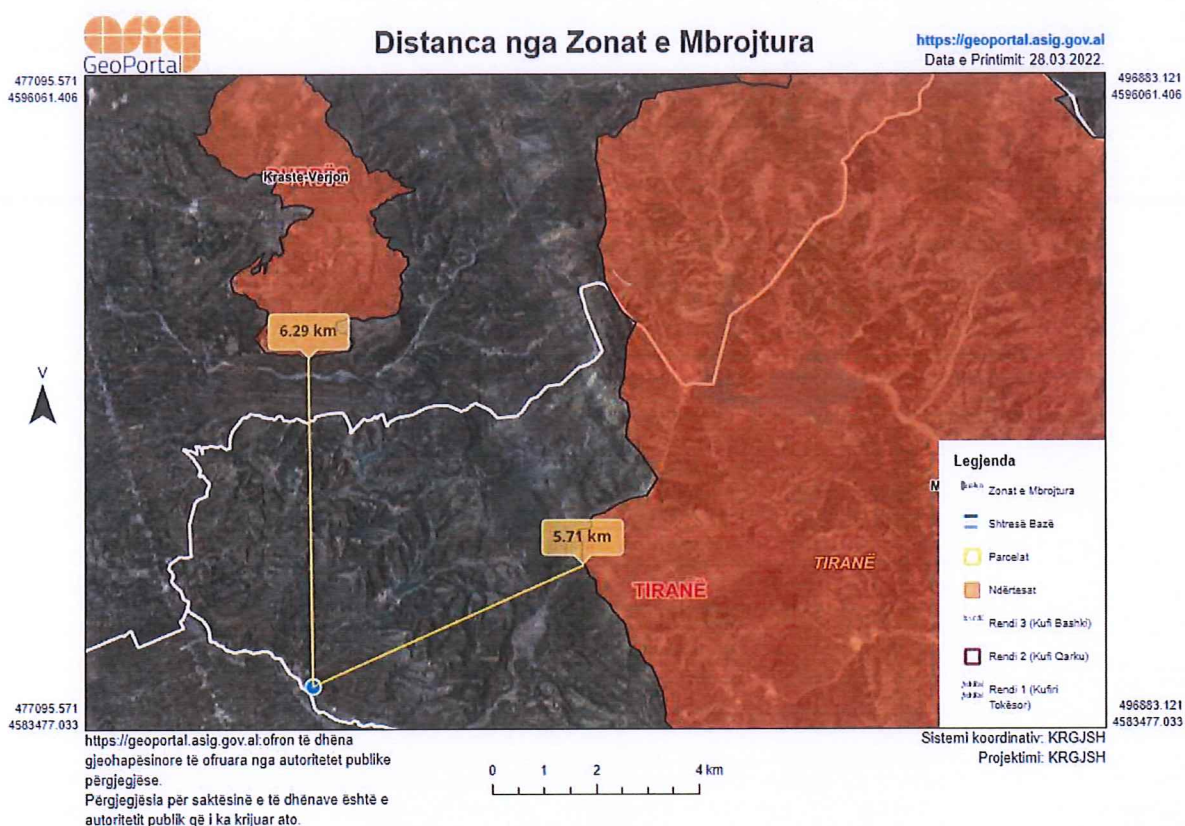 asig
GeoPortal
Distanca nga Zonat e Mbrojtura
https://geoportal.asig.gov.al
Data e Printimit: 28.03.2022.
477095.571
4596061.406
496883.121
4596061.406
Kraste-Verjon
6.29 km
V
5.71 km
TIRANË
TIRANË
M
Legjenda
Zonat e Mbrojtura
Shtresë Bazë
Parcelat
Ndërtesat
Rendi 3 (Kufi Bashki)
Rendi 2 (Kufi Qarku)
Rendi 1 (Kufiri
Tokësor)
477095.571
4583477.033
496883.121
4583477.033
https://geoportal.asig.gov.al:ofron të dhëna
gjeohapësinore të ofruara nga autoritetet publike
përgjegjëse.
Përgjegjësia për saktësinë e të dhënave është e
autoritetit publik që i ka krijuar ato.
0 1 2 4 km
Sistemi koordinativ: KRGJSH
Projektimi: KRGJSH